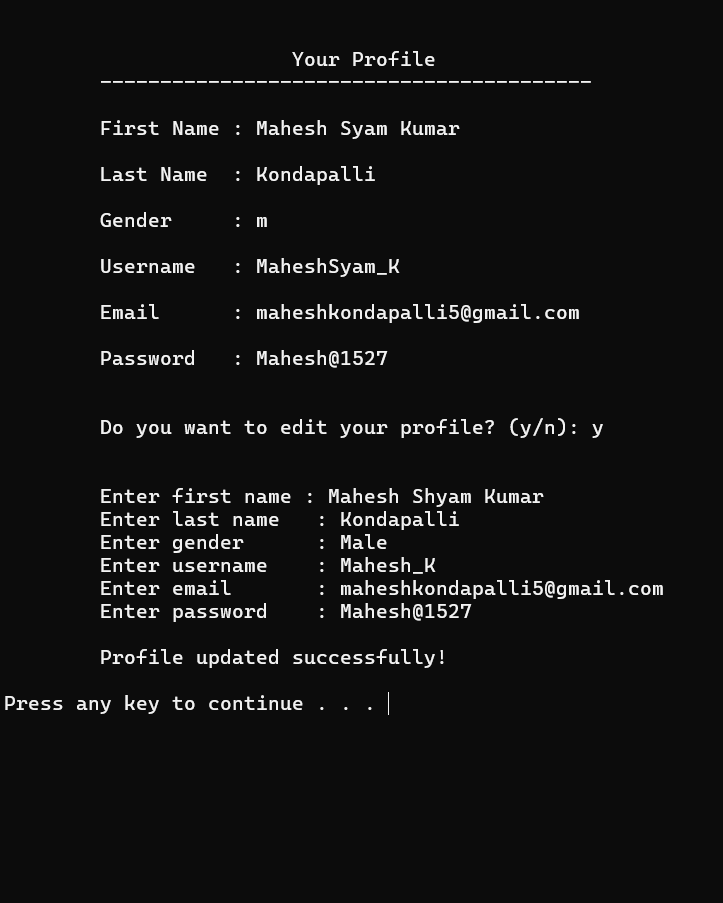 Your Profile
-----------------------------------------
First Name : Mahesh Syam Kumar
Last Name  : Kondapalli
Gender     : m
Username   : MaheshSyam_K
Email      : maheshkondapalli5@gmail.com
Password   : Mahesh@1527
Do you want to edit your profile? (y/n): y
Enter first name : Mahesh Shyam Kumar
Enter last name   : Kondapalli
Enter gender      : Male
Enter username    : Mahesh_K
Enter email       : maheshkondapalli5@gmail.com
Enter password    : Mahesh@1527
Profile updated successfully!
Press any key to continue . . .